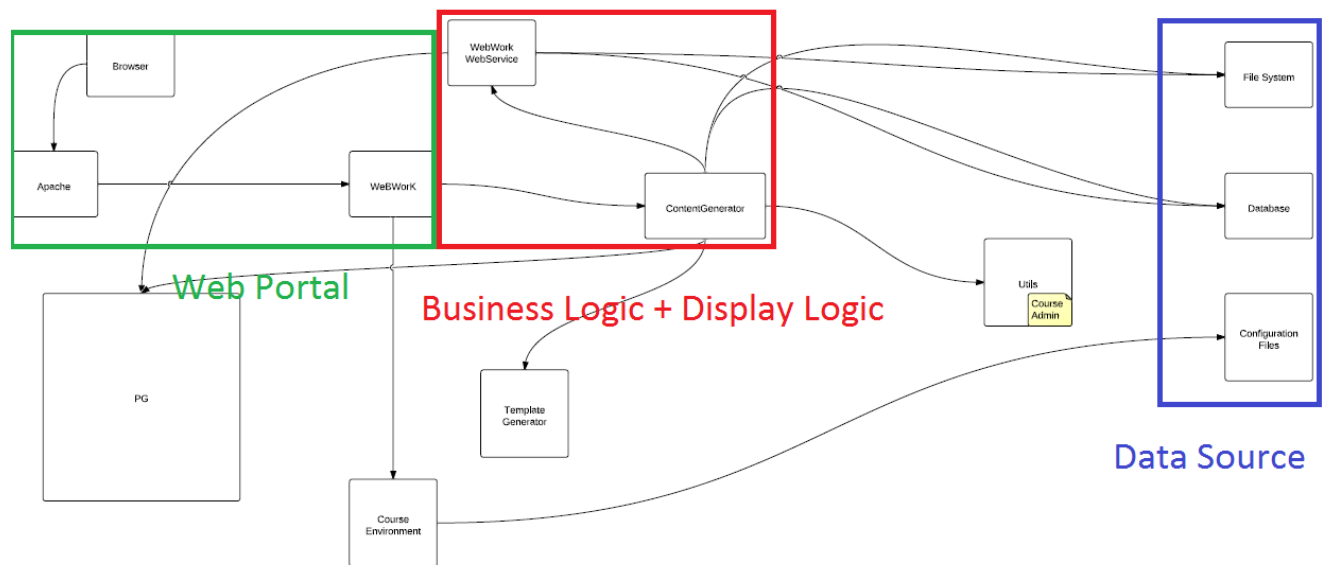 WebWork
WebService
Browser
File System
Apache
WeBWorK
ContentGenerator
Database
Web Portal
Business Logic + Display Logic
Utils
Course
Admin
Configuration
Files
PG
Template
Generator
Data Source
Course
Environment